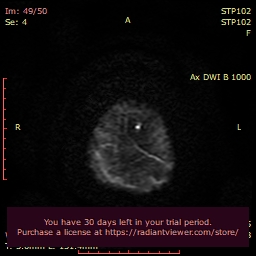 Im: 49/50
Se: 4
A
STP102
STP102
F
Ax DWI B 1000
R
L
You have 30 days left in your trial period.
Purchase a license at https://radiantviewer.com/store/